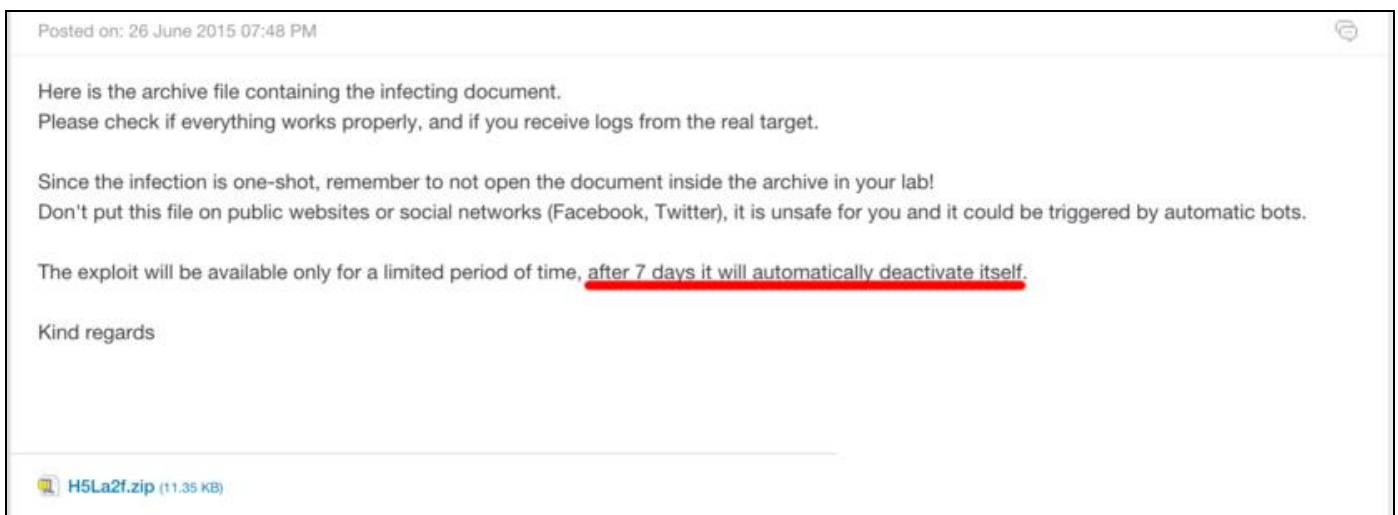 Posted on: 26 June 2015 07:48 PM
Here is the archive file containing the infecting document.
Please check if everything works properly, and if you receive logs from the real target.
Since the infection is one-shot, remember to not open the document inside the archive in your lab!
Don't put this file on public websites or social networks (Facebook, Twitter), it is unsafe for you and it could be triggered by automatic bots.
The exploit will be available only for a limited period of time, after 7 days it will automatically deactivate itself.
Kind regards
H5La2f.zip (11.35 KB)